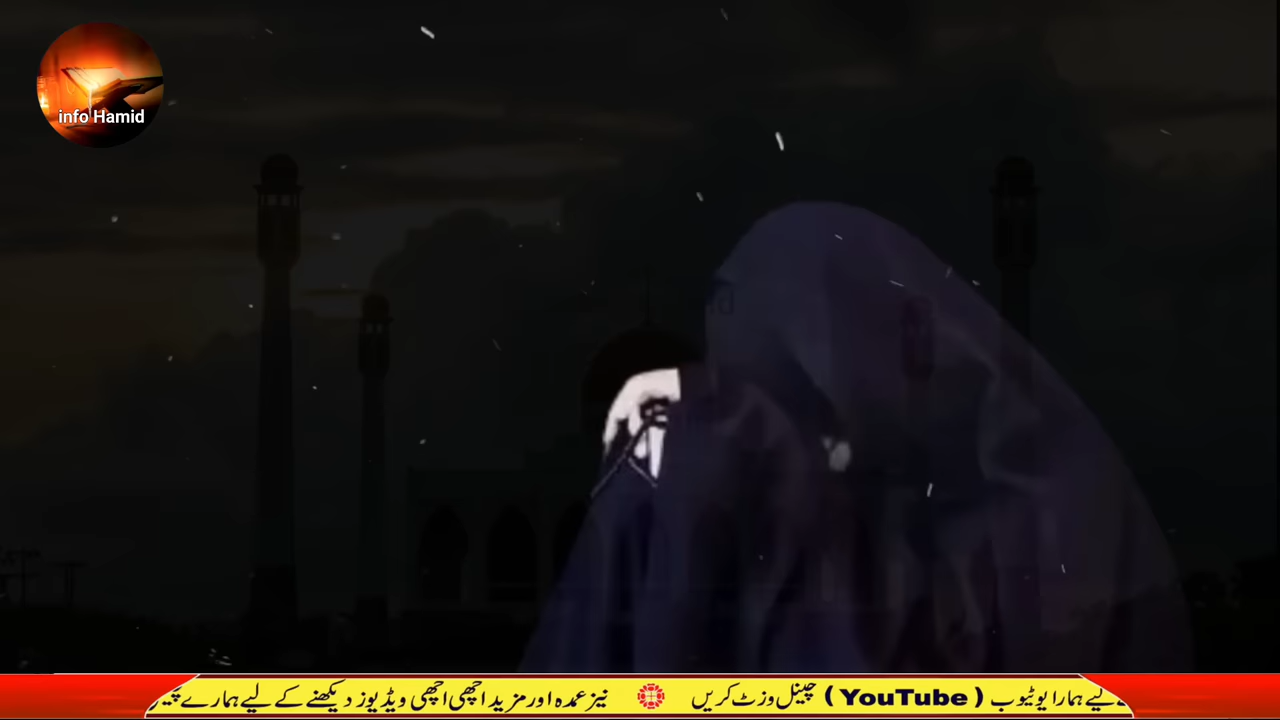 info Hamid
لیے ہمارا یوٹیوب ( YouTube ) چینل وزٹ کریں نیز عمدہ اور مزید اچھی اچھی ویڈیوز دیکھنے کے لیے ہمارے